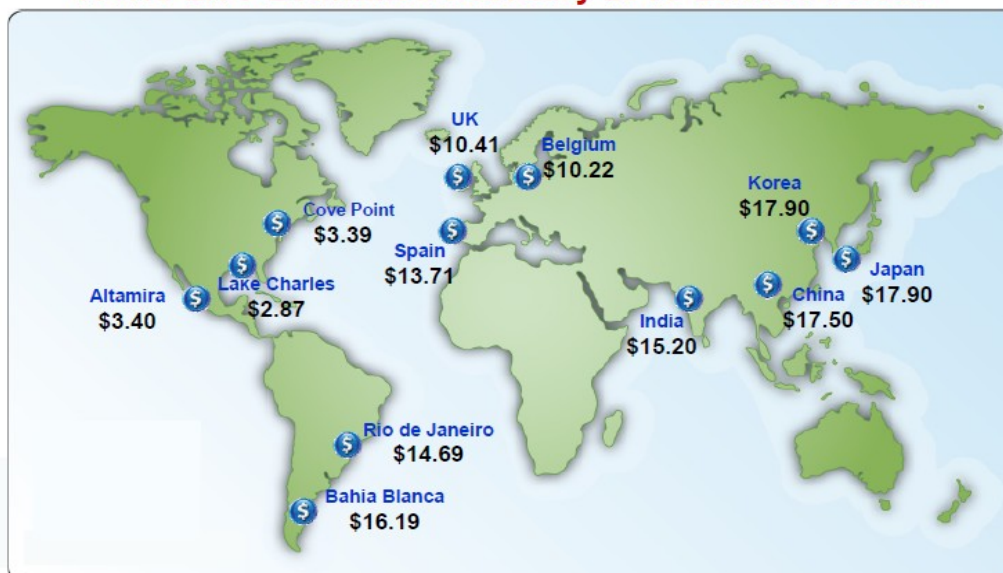 UK
$10.41
Belgium
$10.22
Korea
$17.90
Cove Point
$3.39
Spain
$13.71
Japan
$17.90
Altamira
$3.40
Lake Charles
$2.87
China
$17.50
India
$15.20
Rio de Janeiro
$14.69
Bahia Blanca
$16.19